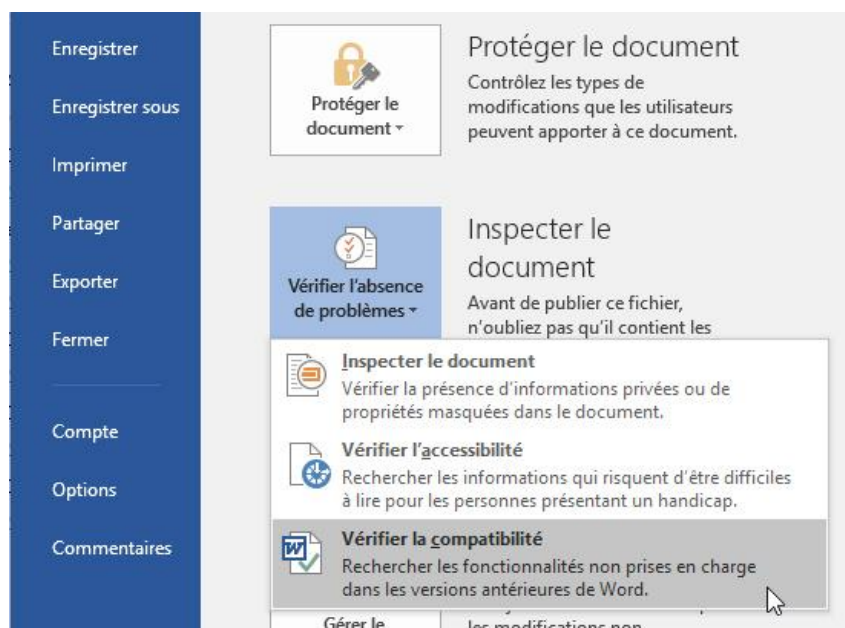 Enregistrer
Enregistrer sous
Imprimer
Partager
Exporter
Fermer
Compte
Options
Commentaires
Protéger le
document
Protéger le document
Contrôlez les types de
modifications que les utilisateurs
peuvent apporter à ce document.
Vérifier l'absence
de problèmes
Inspecter le
document
Avant de publier ce fichier,
n'oubliez pas qu'il contient les
Inspecter le document
Vérifier la présence d'informations privées ou de
propriétés masquées dans le document.
Vérifier l'accessibilité
Rechercher les informations qui risquent d'être difficiles
à lire pour les personnes présentant un handicap.
Vérifier la compatibilité
Rechercher les fonctionnalités non prises en charge
dans les versions antérieures de Word.
Gérer le
les modifications non